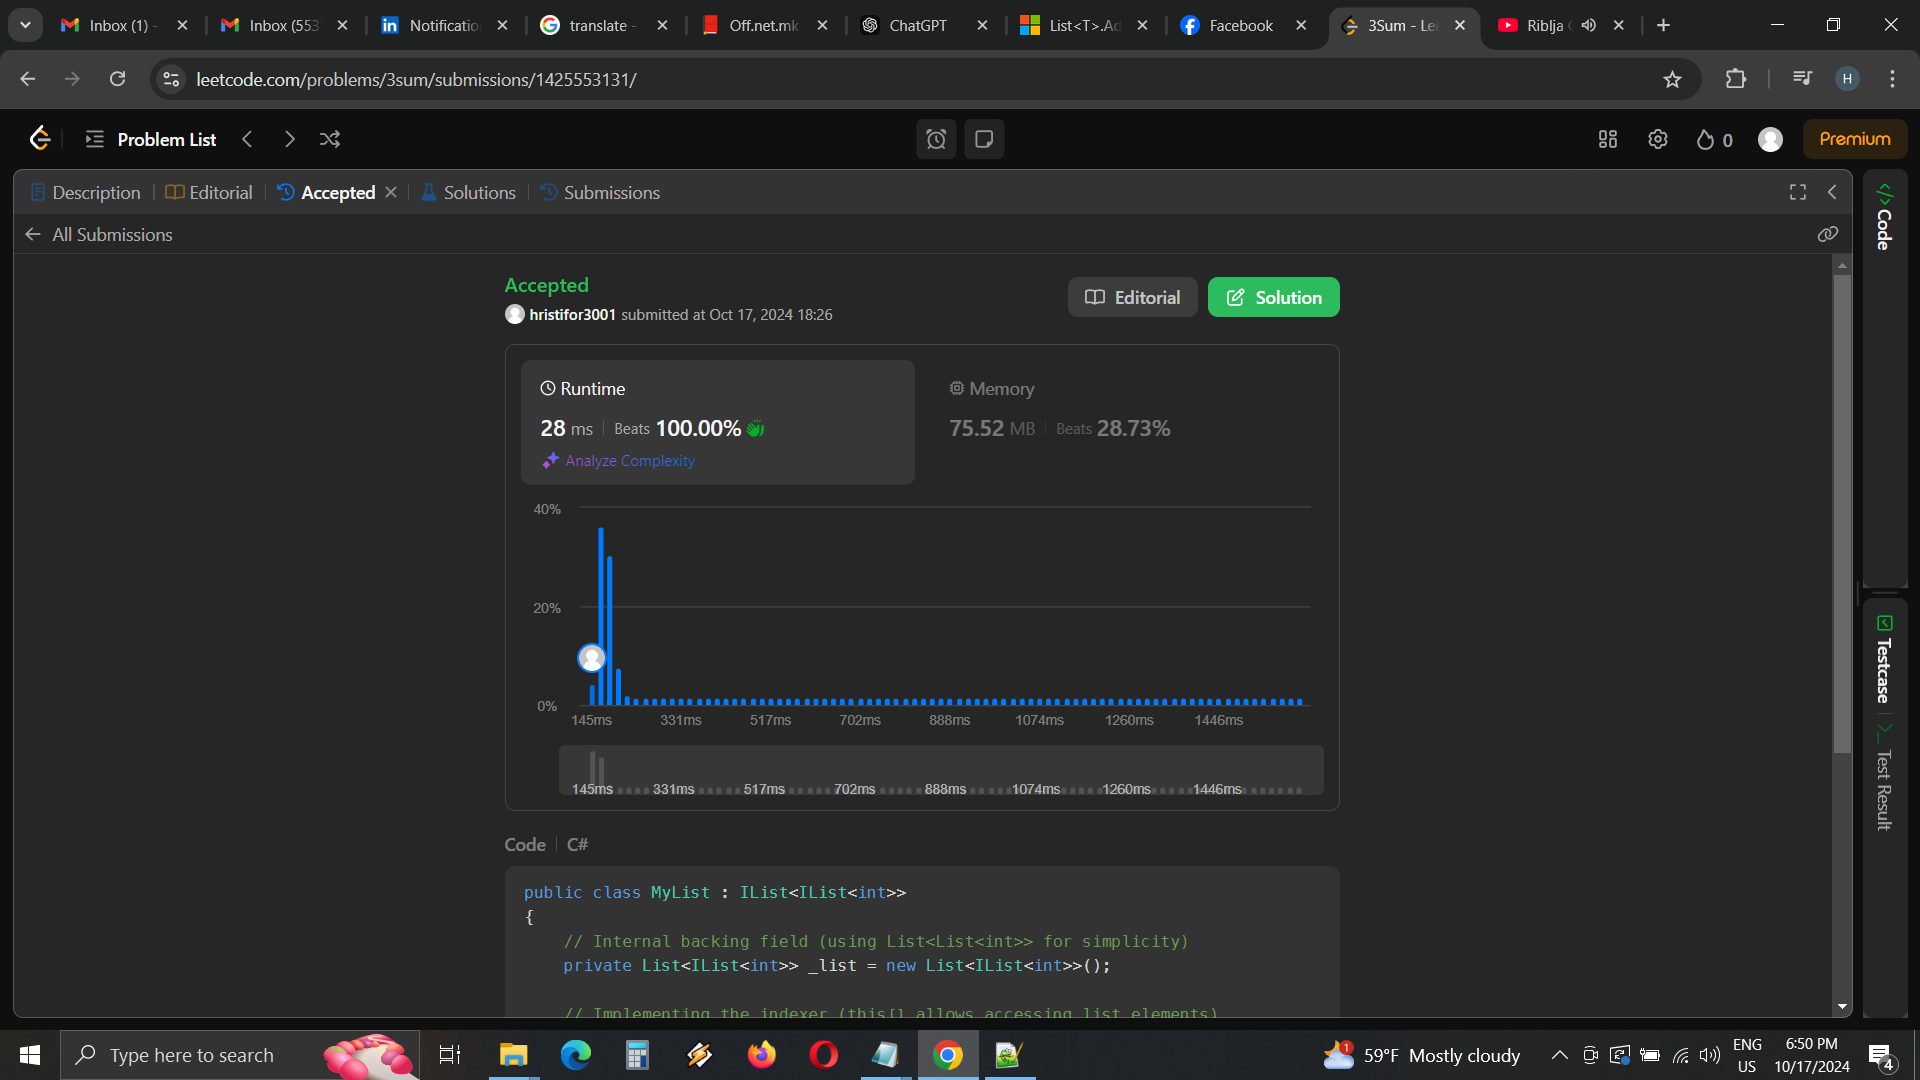 Inbox (1) -
Inbox (553
Notificatio
translate -
Off.net.mk
ChatGPT
List<T>.Ad
Facebook
3Sum - Le
Riblja
leetcode.com/problems/3sum/submissions/1425553131/
H
Problem List
0
Premium
Description
Editorial
Accepted
Solutions
Submissions
All Submissions
Code
Testcase
Test Result
Accepted
hristifor3001 submitted at Oct 17, 2024 18:26
Editorial
Solution
Runtime
28 ms | Beats 100.00%
Analyze Complexity
Memory
75.52 MB | Beats 28.73%
40%
20%
0%
145ms 331ms 517ms 702ms 888ms 1074ms 1260ms 1446ms
145ms 331ms 517ms 702ms 888ms 1074ms 1260ms 1446ms
Code | C#
public class MyList : IList<IList<int>>
{
// Internal backing field (using List<List<int>> for simplicity)
private List<IList<int>> _list = new List<IList<int>>();
// Implementing the indexer (this[] allows accessing list elements)
Type here to search
1
59°F Mostly cloudy
ENG
US
6:50 PM
10/17/2024
4